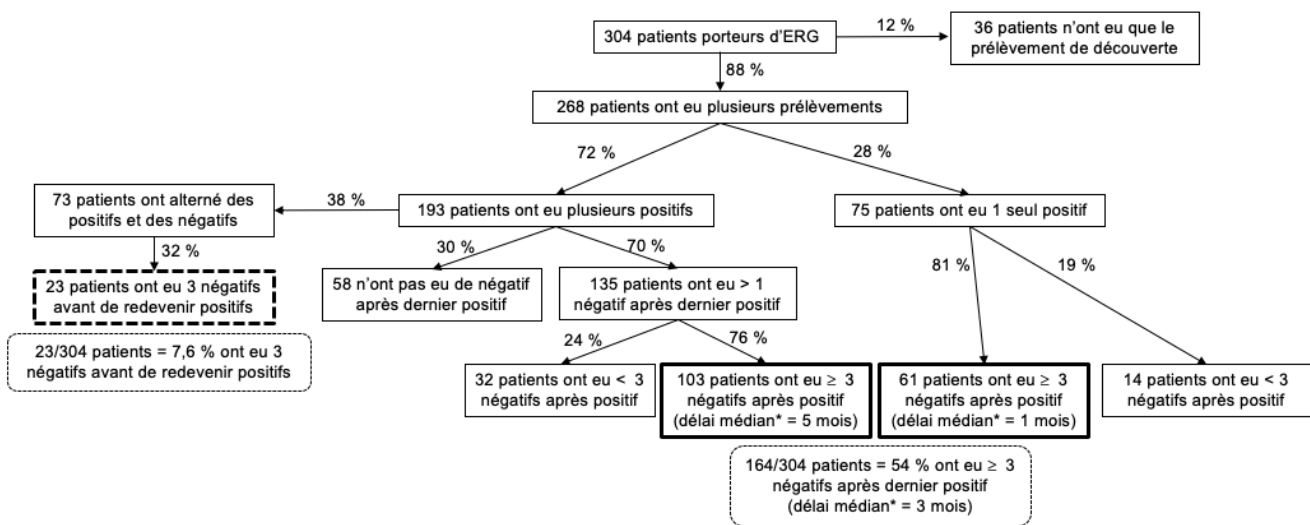 304 patients porteurs d'ERG
12 %
36 patients n'ont eu que le
prélèvement de découverte
88 %
268 patients ont eu plusieurs prélèvements
72 %
28 %
73 patients ont alterné des
positifs et des négatifs
38 %
193 patients ont eu plusieurs positifs
75 patients ont eu 1 seul positif
32 %
30 %
70 %
81 %
19 %
23 patients ont eu 3 négatifs
avant de redevenir positifs
58 n'ont pas eu de négatif
après dernier positif
135 patients ont eu > 1
négatif après dernier positif
23/304 patients = 7,6 % ont eu 3
négatifs avant de redevenir positifs
24 %
76 %
32 patients ont eu < 3
négatifs après positif
103 patients ont eu ≥ 3
négatifs après positif
(délai médian* = 5 mois)
61 patients ont eu ≥ 3
négatifs après positif
(délai médian* = 1 mois)
14 patients ont eu < 3
négatifs après positif
164/304 patients = 54 % ont eu ≥ 3
négatifs après dernier positif
(délai médian* = 3 mois)